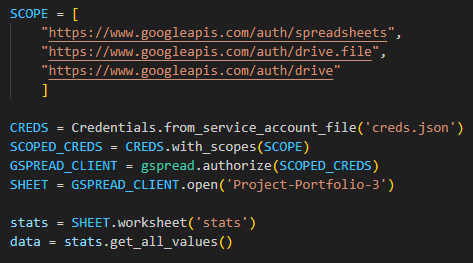 SCOPE = [
"https://www.googleapis.com/auth/spreadsheets",
"https://www.googleapis.com/auth/drive.file",
"https://www.googleapis.com/auth/drive"
]
CREDS = Credentials.from_service_account_file('creds.json')
SCOPED_CREDS = CREDS.with_scopes(SCOPE)
GSPREAD_CLIENT = gspread.authorize(SCOPED_CREDS)
SHEET = GSPREAD_CLIENT.open('Project-Portfolio-3')
stats = SHEET.worksheet('stats')
data = stats.get_all_values()